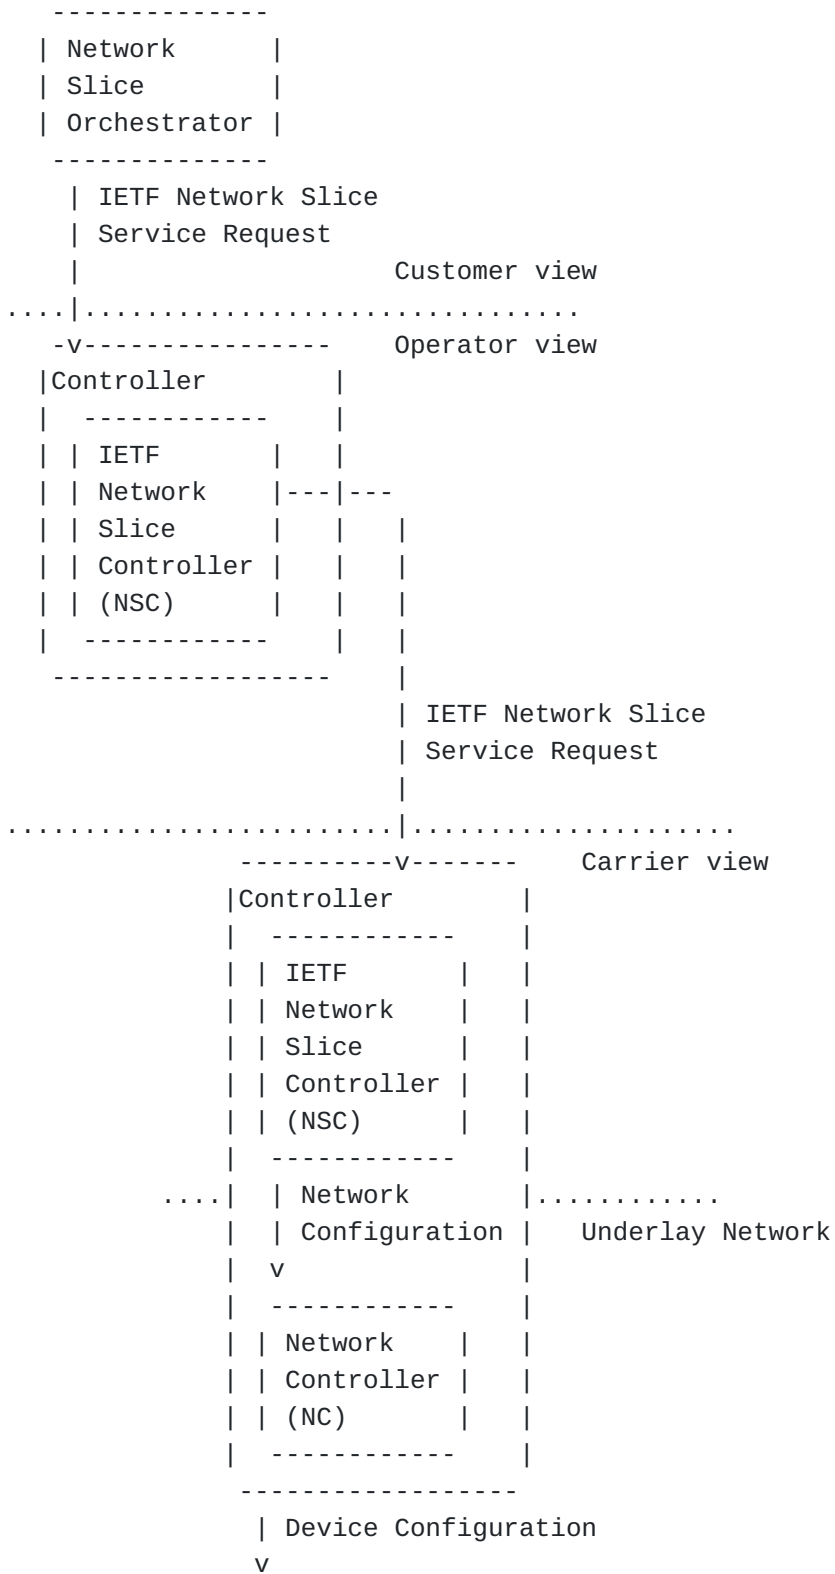 --------------
| Network      |
| Slice        |
| Orchestrator |
 --------------
  | IETF Network Slice
  | Service Request
  |                    Customer view
....|................................
 -v----------------    Operator view
|Controller        |
|  ------------    |
| | IETF       |   |
| | Network    |---|---
| | Slice      |   |   |
| | Controller |   |   |
| | (NSC)      |   |   |
|  ------------    |   |
 ------------------    |
                       | IETF Network Slice
                       | Service Request
                       |
.........................|.....................
             ----------v-------    Carrier view
            |Controller        |
            |  ------------    |
            | | IETF       |   |
            | | Network    |   |
            | | Slice      |   |
            | | Controller |   |
            | | (NSC)      |   |
            |  ------------    |
        ....|  | Network       |............
            |  | Configuration |   Underlay Network
            |  v               |
            |  ------------    |
            | | Network    |   |
            | | Controller |   |
            | | (NC)       |   |
            |  ------------    |
             ------------------
              | Device Configuration
              v